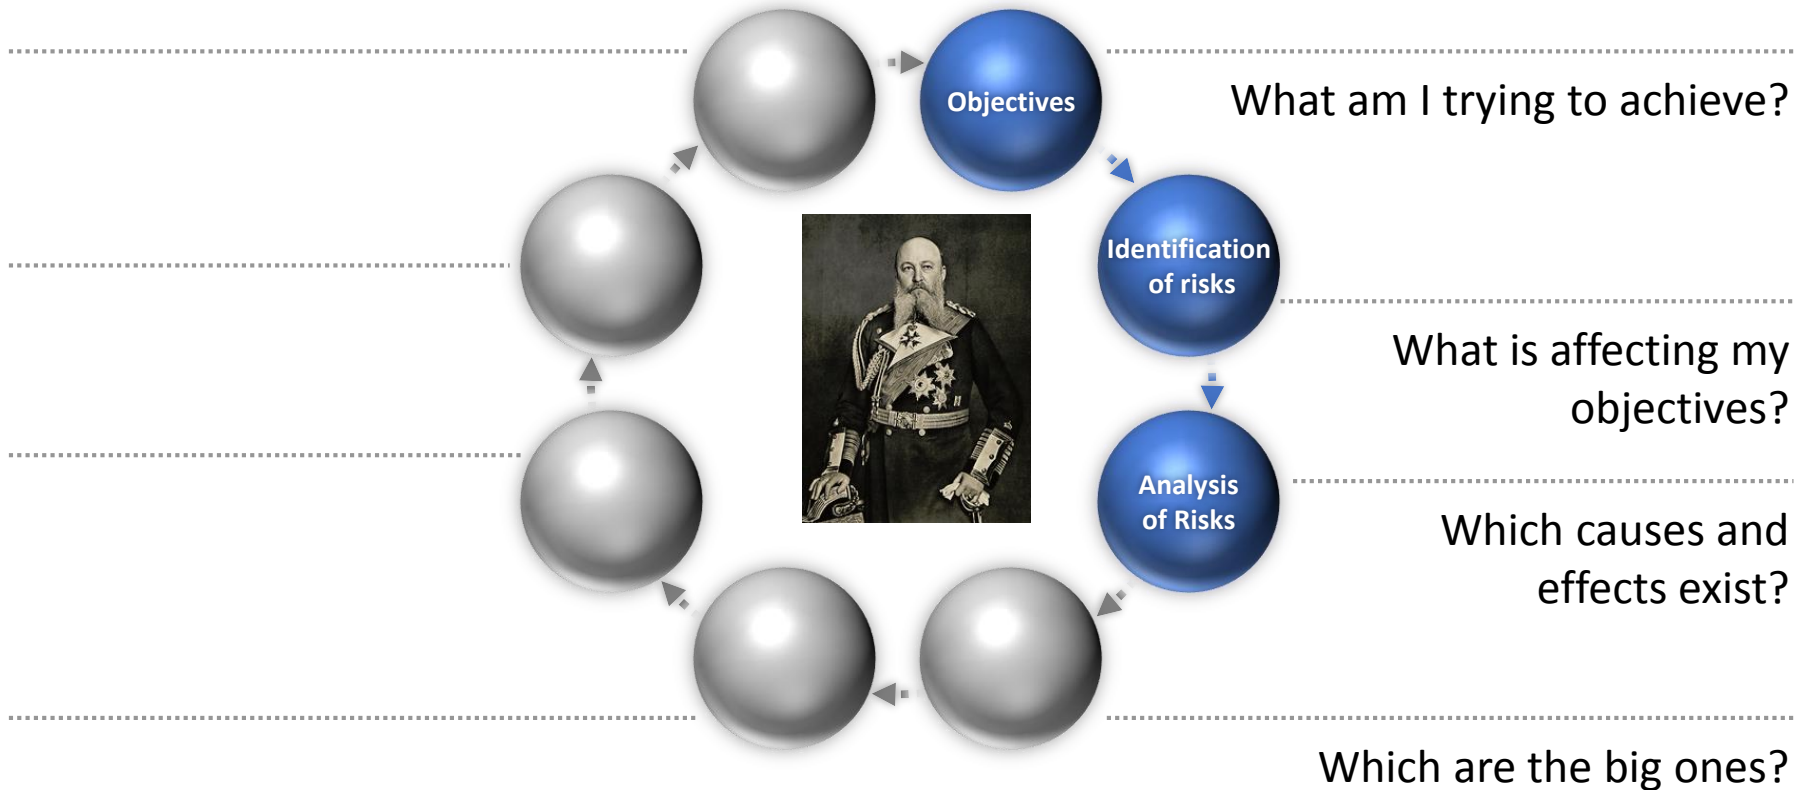 Objectives
What am I trying to achieve?
Identification
of risks
What is affecting my
objectives?
Analysis
of Risks
Which causes and
effects exist?
Which are the big ones?